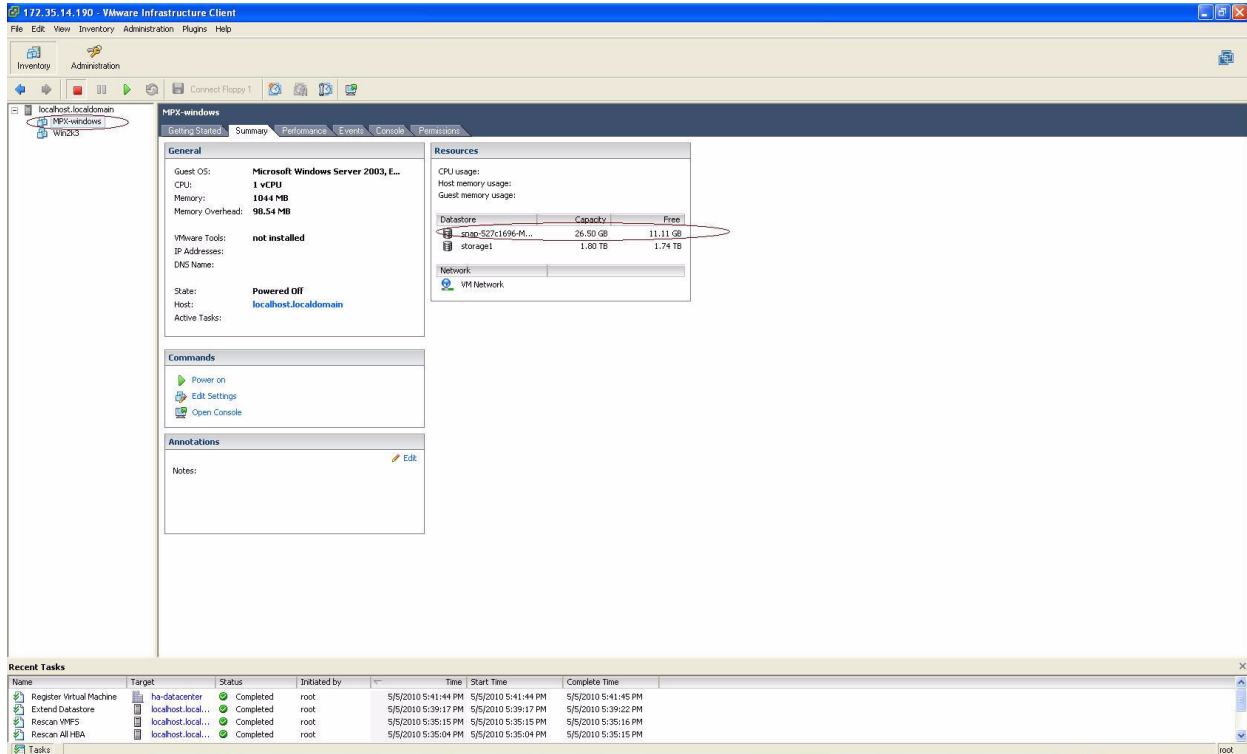 172.35.14.190 - VMware Infrastructure Client
File Edit View Inventory Administration Plugins Help
Inventory Administration
Connect Floppy 1
localhost.localdomain
MPX-windows
Win2k3
MPX-windows
Getting Started Summary Performance Events Console Permissions
General
Guest OS: Microsoft Windows Server 2003, E...
CPU: 1 vCPU
Memory: 1044 MB
Memory Overhead: 98.54 MB
VMware Tools: not installed
IP Addresses:
DNS Name:
State: Powered Off
Host: localhost.localdomain
Active Tasks:
Commands
Power on
Edit Settings
Open Console
Annotations
Edit
Notes:
Resources
CPU usage:
Host memory usage:
Guest memory usage:
Datastore Capacity Free
snap-527c1696-M... 26.50 GB 11.11 GB
storage1 1.80 TB 1.74 TB
Network
VM Network
Recent Tasks
Name Target Status Initiated by Time Start Time Complete Time
Register Virtual Machine ha-datacenter Completed root 5/5/2010 5:41:44 PM 5/5/2010 5:41:44 PM 5/5/2010 5:41:45 PM
Extend Datastore localhost.local... Completed root 5/5/2010 5:39:17 PM 5/5/2010 5:39:17 PM 5/5/2010 5:39:22 PM
Rescan VMFS localhost.local... Completed root 5/5/2010 5:35:15 PM 5/5/2010 5:35:15 PM 5/5/2010 5:35:16 PM
Rescan All HBA localhost.local... Completed root 5/5/2010 5:35:04 PM 5/5/2010 5:35:04 PM 5/5/2010 5:35:15 PM
Tasks root